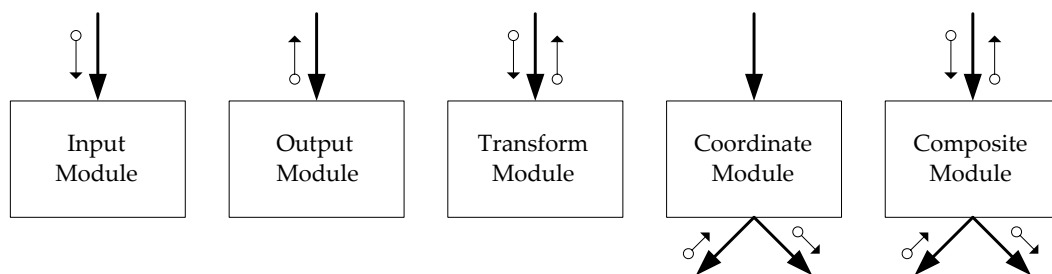 Input
Module
Output
Module
Transform
Module
Coordinate
Module
Composite
Module